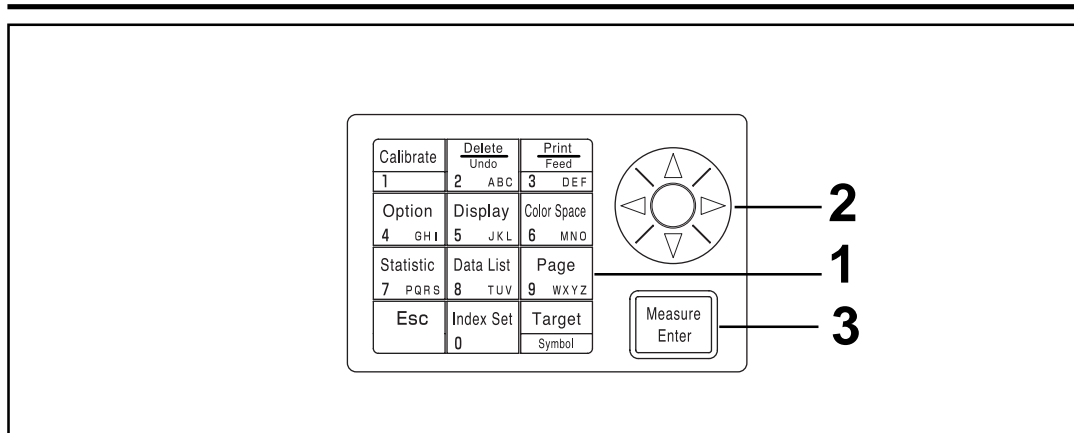 Calibrate Delete Print
Undo Feed
1 2 ABC 3 DEF
Option Display Color Space
4 GHI 5 JKL 6 MNO
Statistic Data List Page
7 PQRS 8 TUV 9 WXYZ
Esc Index Set Target
0 Symbol
Measure
Enter
2
1
3